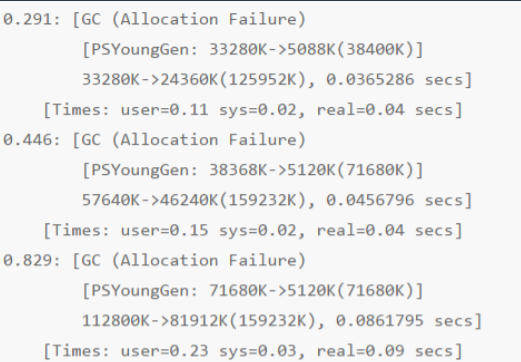 0.291: [GC (Allocation Failure)
[PSYoungGen: 33280K->5088K(38400K)]
33280K->24360K(125952K), 0.0365286 secs]
[Times: user=0.11 sys=0.02, real=0.04 secs]
0.446: [GC (Allocation Failure)
[PSYoungGen: 38368K->5120K(71680K)]
57640K->46240K(159232K), 0.0456796 secs]
[Times: user=0.15 sys=0.02, real=0.04 secs]
0.829: [GC (Allocation Failure)
[PSYoungGen: 71680K->5120K(71680K)]
112800K->81912K(159232K), 0.0861795 secs]
[Times: user=0.23 sys=0.03, real=0.09 secs]